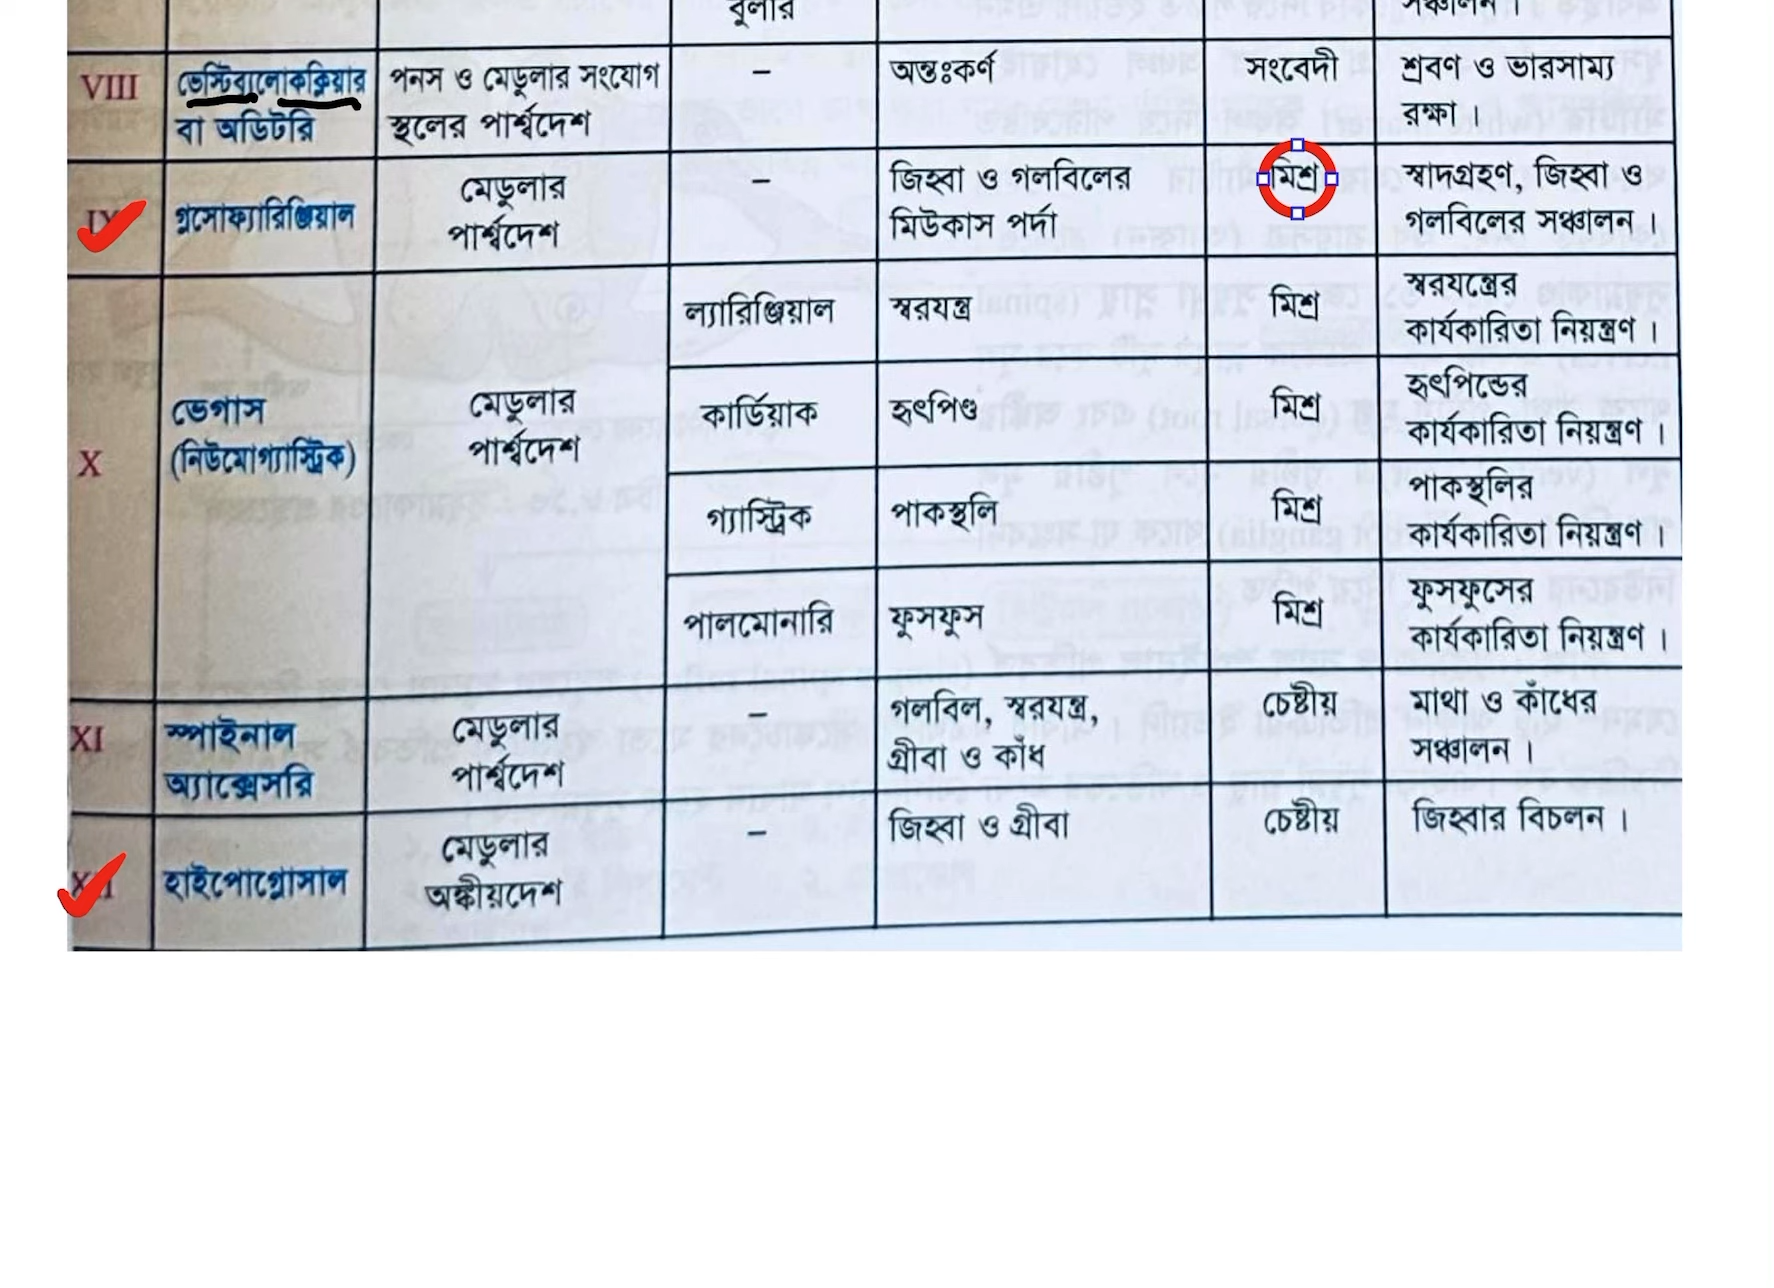 বুলার
সঞ্চালন।
VIII
ভেস্টিবুলোকক্লিয়ার
বা অডিটরি
পনস ও মেডুলার সংযোগ
স্থলের পার্শ্বদেশ
–
অন্তঃকর্ণ
সংবেদী
শ্রবণ ও ভারসাম্য
রক্ষা।
IX
গ্লসোফ্যারিঞ্জিয়াল
মেডুলার
পার্শ্বদেশ
–
জিহ্বা ও গলবিলের
মিউকাস পর্দা
মিশ্র
স্বাদগ্রহণ, জিহ্বা ও
গলবিলের সঞ্চালন।
X
ভেগাস
(নিউমোগ্যাস্ট্রিক)
মেডুলার
পার্শ্বদেশ
ল্যারিঞ্জিয়াল
স্বরযন্ত্র
মিশ্র
স্বরযন্ত্রের
কার্যকারিতা নিয়ন্ত্রণ।
কার্ডিয়াক
হৃৎপিণ্ড
মিশ্র
হৃৎপিন্ডের
কার্যকারিতা নিয়ন্ত্রণ।
গ্যাস্ট্রিক
পাকস্থলি
মিশ্র
পাকস্থলির
কার্যকারিতা নিয়ন্ত্রণ।
পালমোনারি
ফুসফুস
মিশ্র
ফুসফুসের
কার্যকারিতা নিয়ন্ত্রণ।
XI
স্পাইনাল
অ্যাক্সেসরি
মেডুলার
পার্শ্বদেশ
–
গলবিল, স্বরযন্ত্র,
গ্রীবা ও কাঁধ
চেষ্টীয়
মাথা ও কাঁধের
সঞ্চালন।
XII
হাইপোগ্লোসাল
মেডুলার
অঙ্কীয়দেশ
–
জিহ্বা ও গ্রীবা
চেষ্টীয়
জিহ্বার বিচলন।